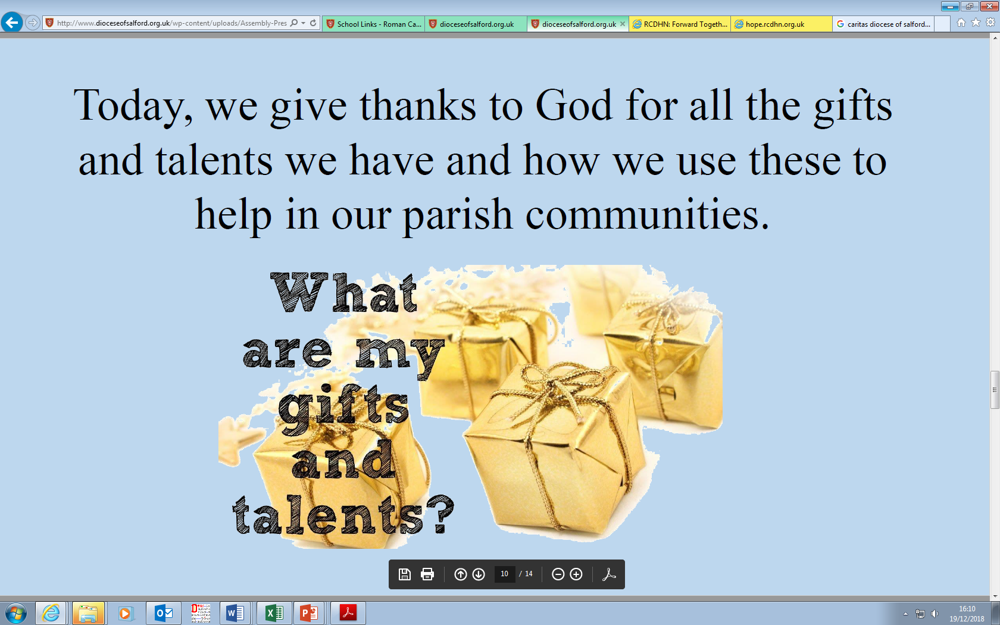 http://www.dioceseofsalford.org.uk/wp-content/uploads/Assembly-Pres
School Links - Roman Ca...
dioceseofsalford.org.uk
dioceseofsalford.org.uk
RCDHN: Forward Togeth...
hope.rcdhn.org.uk
caritas diocese of salford...
Today, we give thanks to God for all the gifts
and talents we have and how we use these to
help in our parish communities.
What
are my
gifts
and
talents?
10 / 14
16:10
19/12/2018